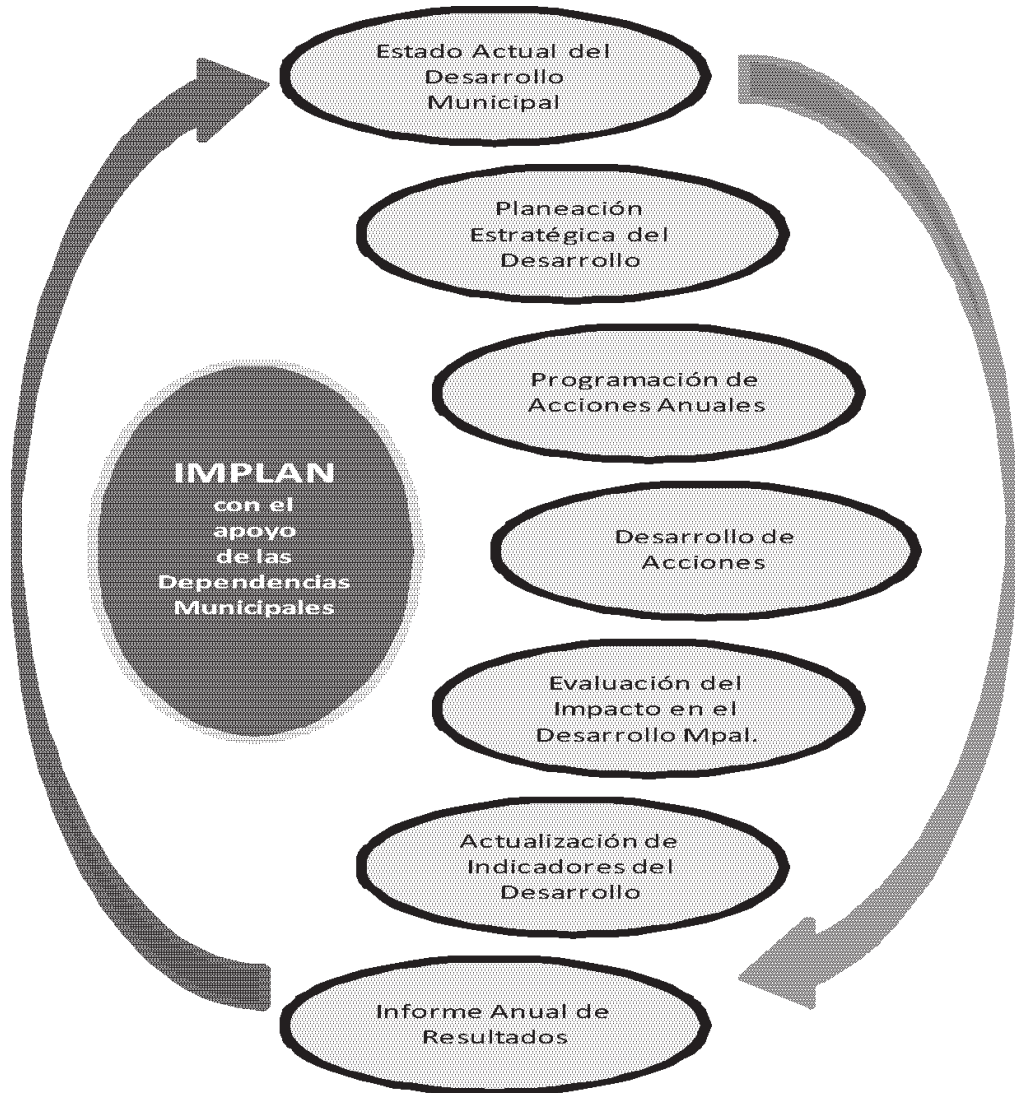 Estado Actual del
Desarrollo
Municipal
Planeación
Estratégica del
Desarrollo
Programación de
Acciones Anuales
IMPLAN
con el
apoyo
de las
Dependencias
Municipales
Desarrollo de
Acciones
Evaluación del
Impacto en el
Desarrollo Mpal.
Actualización de
Indicadores del
Desarrollo
Informe Anual de
Resultados